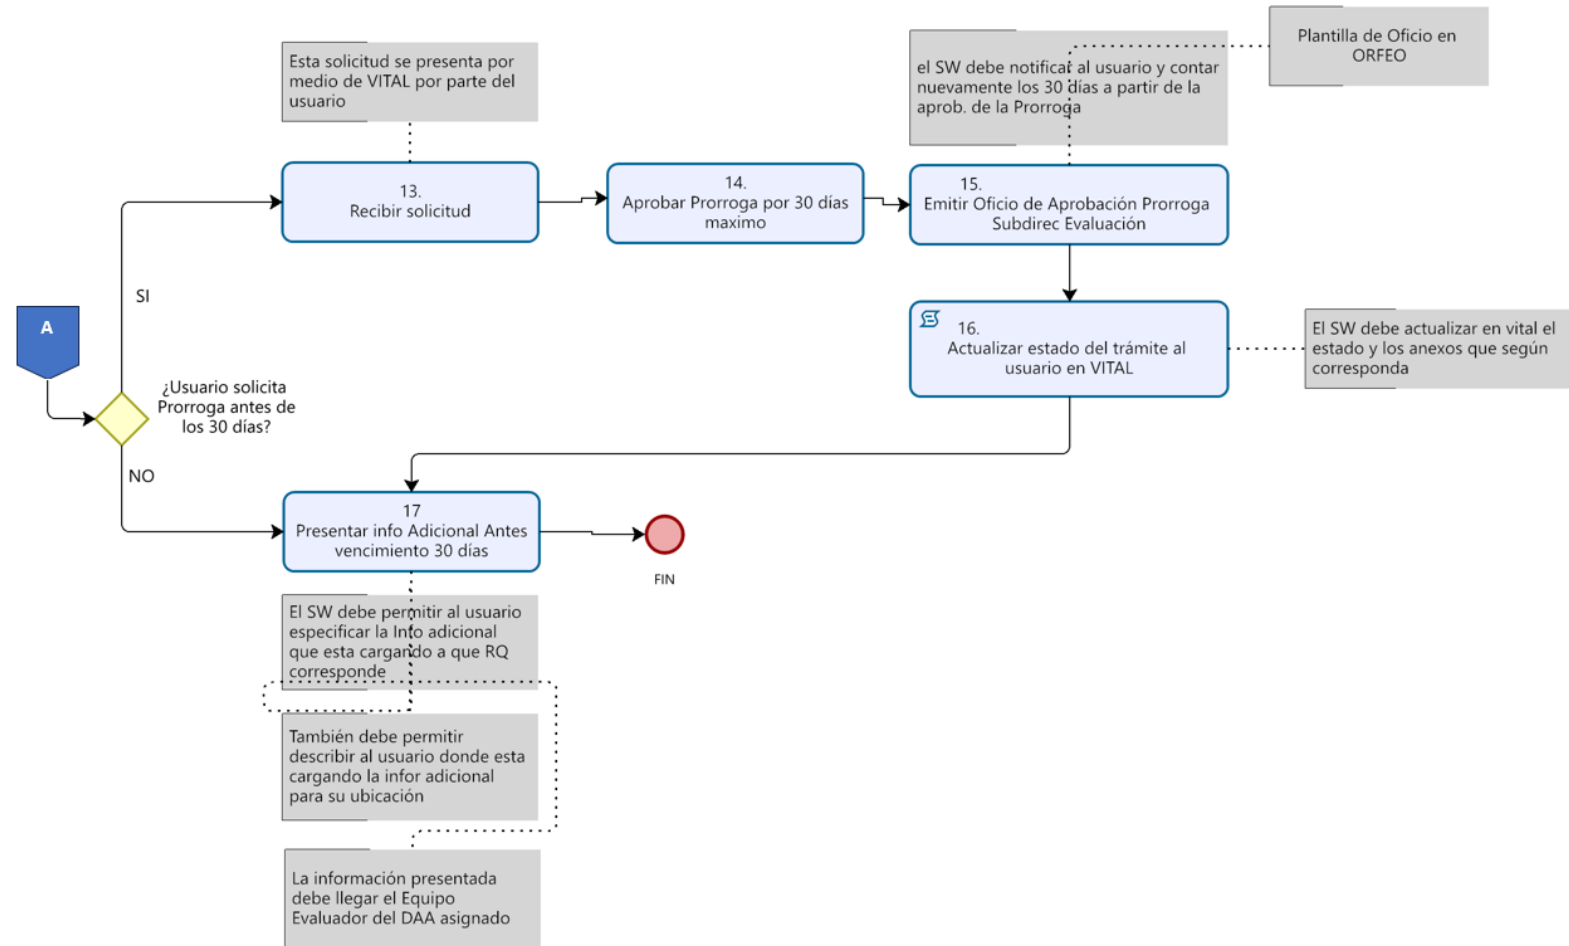 Plantilla de Oficio en
ORFEO
Esta solicitud se presenta por
medio de VITAL por parte del
usuario
el SW debe notificar al usuario y contar
nuevamente los 30 días a partir de la
aprob. de la Prorroga
13.
Recibir solicitud
14.
Aprobar Prorroga por 30 días
maximo
15.
Emitir Oficio de Aprobación Prorroga
Subdirec Evaluación
SI
A
16.
Actualizar estado del trámite al
usuario en VITAL
El SW debe actualizar en vital el
estado y los anexos que según
corresponda
¿Usuario solicita
Prorroga antes de
los 30 días?
NO
17
Presentar info Adicional Antes
vencimiento 30 días
FIN
El SW debe permitir al usuario
especificar la Info adicional
que esta cargando a que RQ
corresponde
También debe permitir
describir al usuario donde esta
cargando la infor adicional
para su ubicación
La información presentada
debe llegar el Equipo
Evaluador del DAA asignado